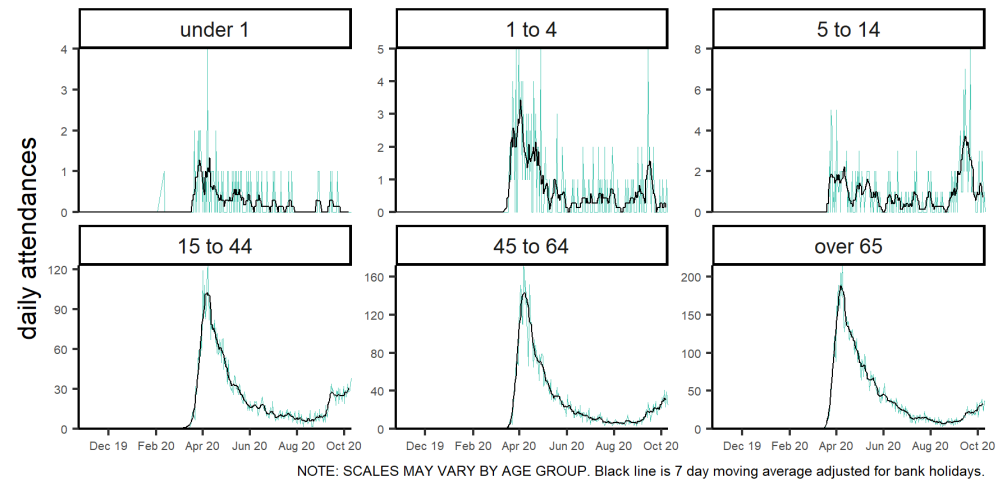 under 1
1 to 4
5 to 14
4
3
2
1
0
5
4
3
2
1
0
8
6
4
2
0
daily attendances
15 to 44
45 to 64
over 65
120
90
60
30
0
160
120
80
40
0
200
150
100
50
0
Dec 19 Feb 20 Apr 20 Jun 20 Aug 20 Oct 20
Dec 19 Feb 20 Apr 20 Jun 20 Aug 20 Oct 20
Dec 19 Feb 20 Apr 20 Jun 20 Aug 20 Oct 20
NOTE: SCALES MAY VARY BY AGE GROUP. Black line is 7 day moving average adjusted for bank holidays.